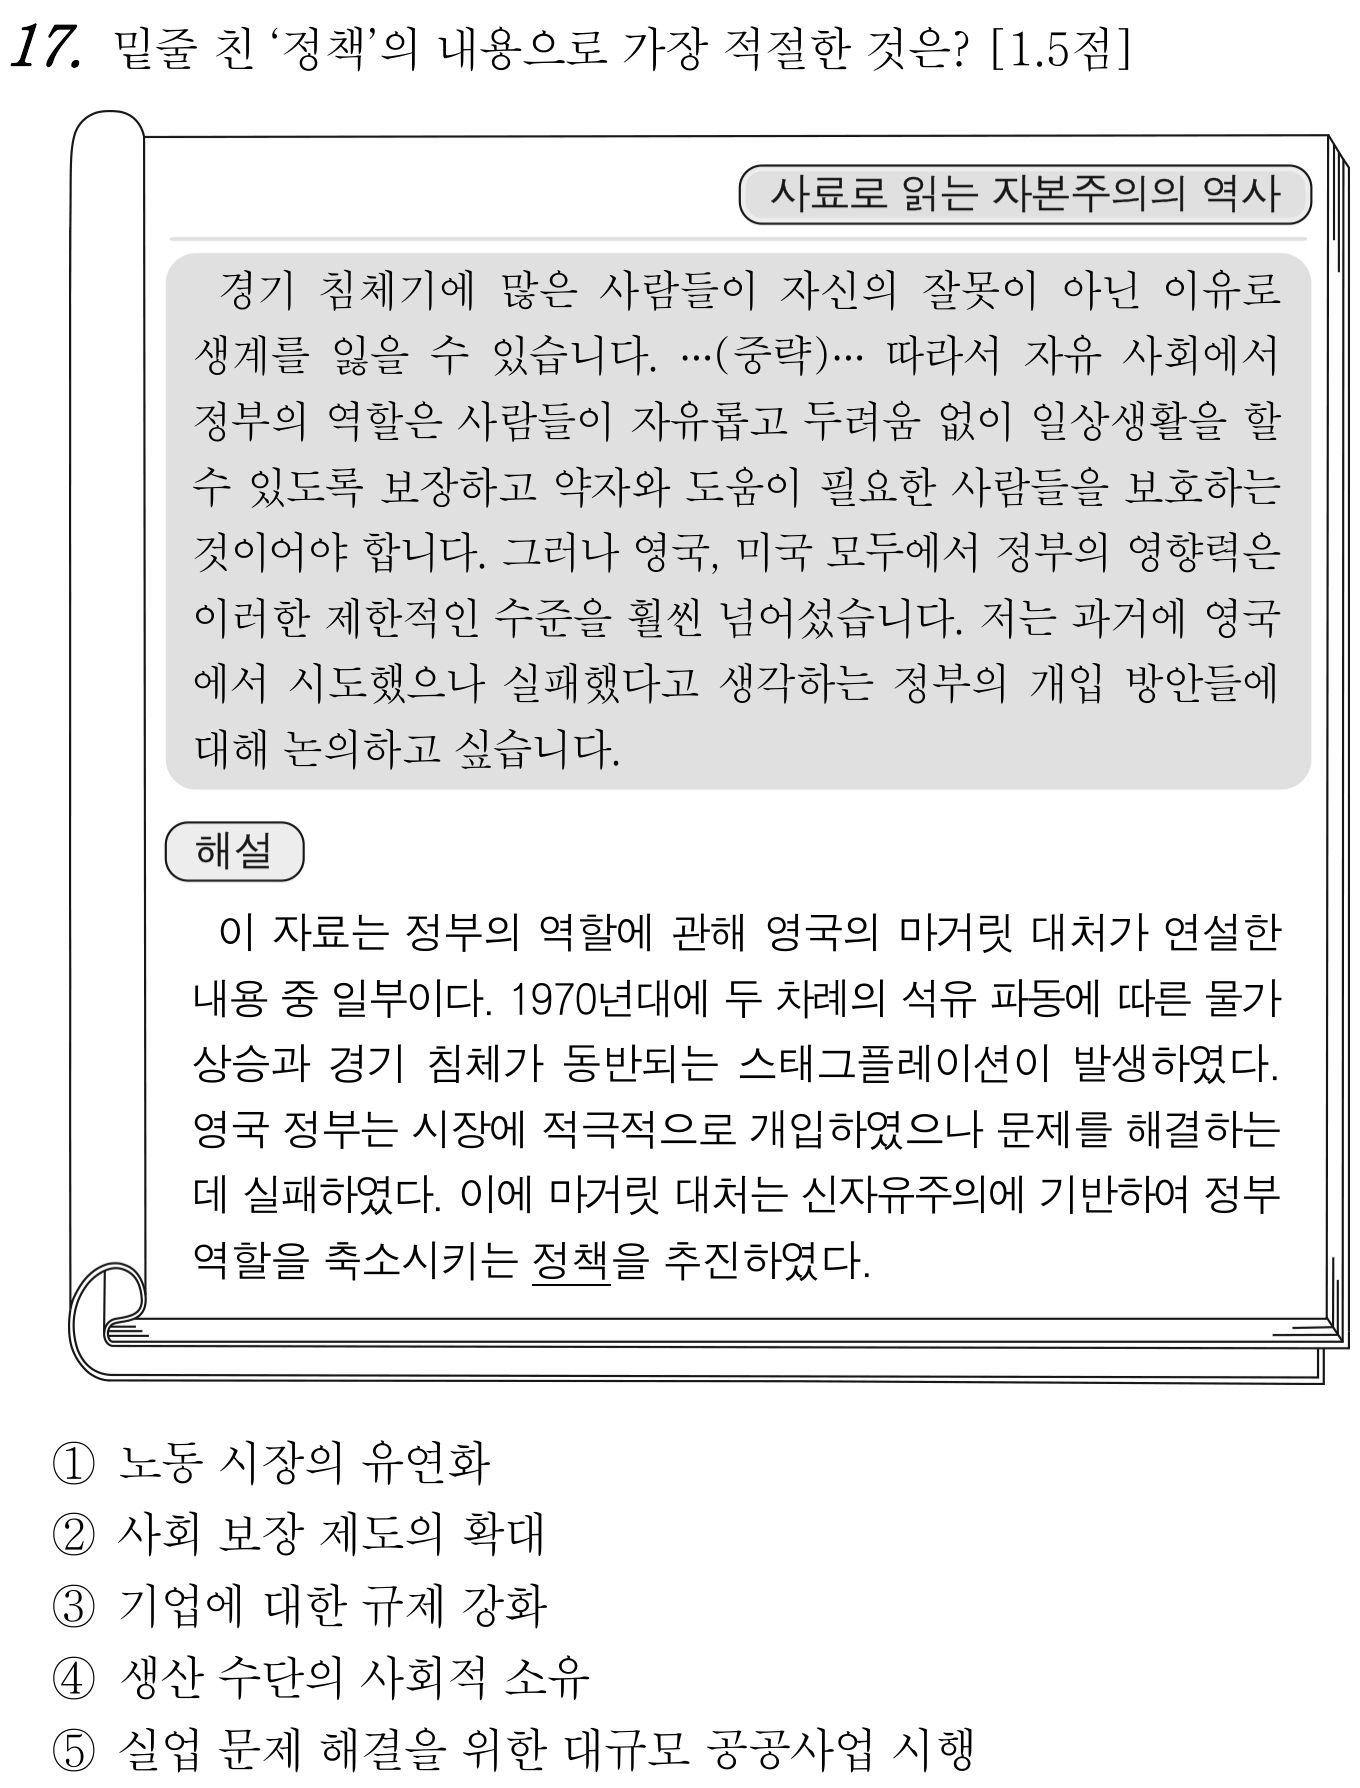 17. 밑줄 친 ‘정책’의 내용으로 가장 적절한 것은? [1.5점]
사료로 읽는 자본주의의 역사
경기 침체기에 많은 사람들이 자신의 잘못이 아닌 이유로
생계를 잃을 수 있습니다. …(중략)… 따라서 자유 사회에서
정부의 역할은 사람들이 자유롭고 두려움 없이 일상생활을 할
수 있도록 보장하고 약자와 도움이 필요한 사람들을 보호하는
것이어야 합니다. 그러나 영국, 미국 모두에서 정부의 영향력은
이러한 제한적인 수준을 훨씬 넘어섰습니다. 저는 과거에 영국
에서 시도했으나 실패했다고 생각하는 정부의 개입 방안들에
대해 논의하고 싶습니다.
해설
이 자료는 정부의 역할에 관해 영국의 마거릿 대처가 연설한
내용 중 일부이다. 1970년대에 두 차례의 석유 파동에 따른 물가
상승과 경기 침체가 동반되는 스태그플레이션이 발생하였다.
영국 정부는 시장에 적극적으로 개입하였으나 문제를 해결하는
데 실패하였다. 이에 마거릿 대처는 신자유주의에 기반하여 정부
역할을 축소시키는 정책을 추진하였다.
① 노동 시장의 유연화
② 사회 보장 제도의 확대
③ 기업에 대한 규제 강화
④ 생산 수단의 사회적 소유
⑤ 실업 문제 해결을 위한 대규모 공공사업 시행